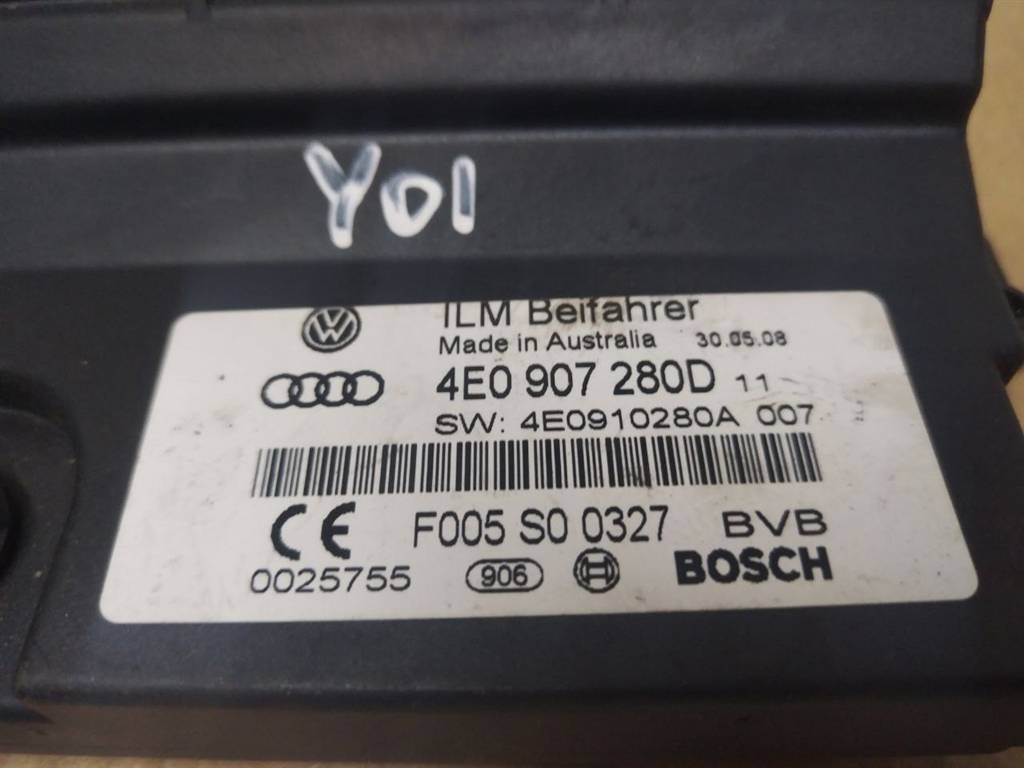 Y01
ILM Beifahrer
Made in Australia 30.05.08
4E0 907 280D 11
SW: 4E0910280A 007
F005 S0 0327 BVB
0025755 906 BOSCH